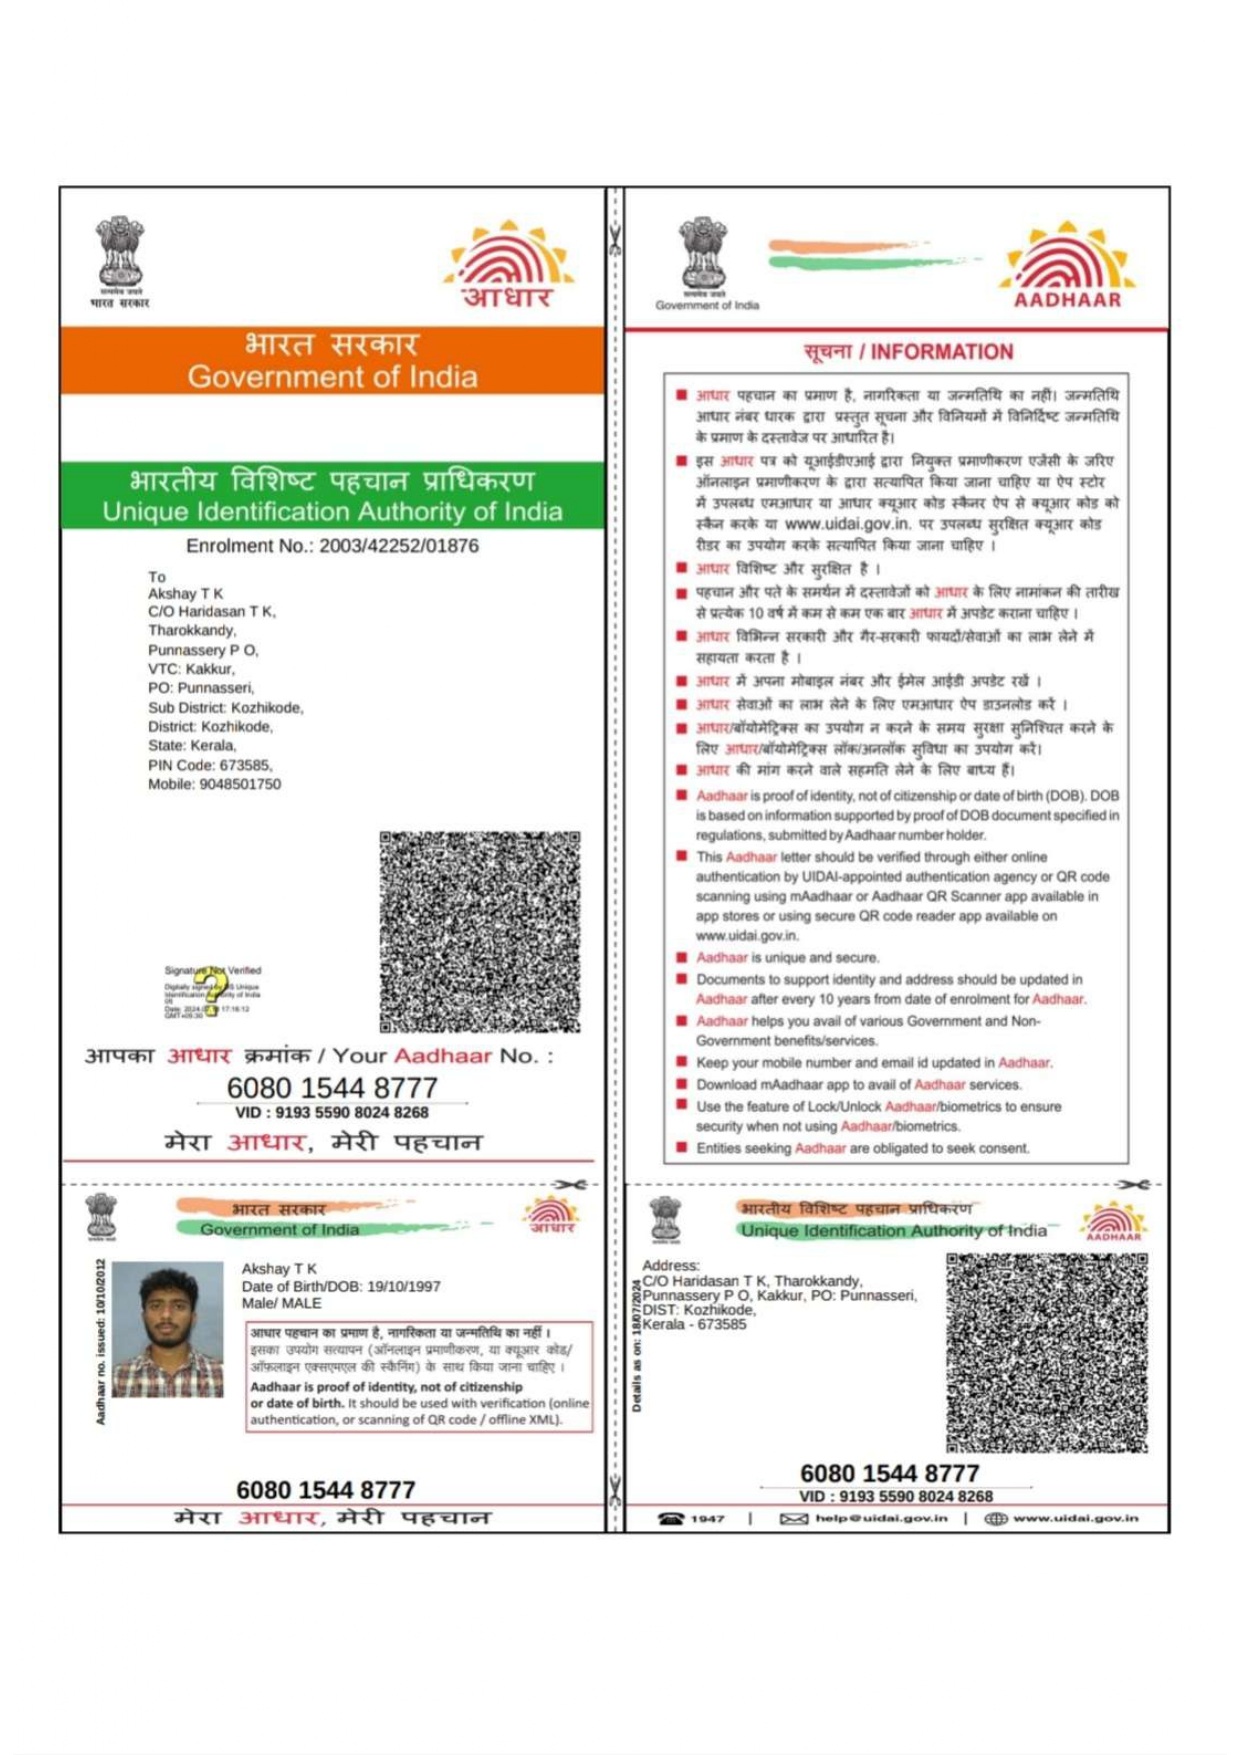 सत्यमेव जयते
भारत सरकार
आधार
भारत सरकार
Government of India
भारतीय विशिष्ट पहचान प्राधिकरण
Unique Identification Authority of India
Enrolment No.: 2003/42252/01876
To
Akshay T K
C/O Haridasan T K,
Tharokkandy,
Punnassery P O,
VTC: Kakkur,
PO: Punnasseri,
Sub District: Kozhikode,
District: Kozhikode,
State: Kerala,
PIN Code: 673585,
Mobile: 9048501750
Signature Not Verified
Digitally signed by DS Unique
Identification Authority of India
17:16:12
आपका आधार क्रमांक / Your Aadhaar No. :
6080 1544 8777
VID : 9193 5590 8024 8268
मेरा आधार, मेरी पहचान
सत्यमेव जयते
Government of India
AADHAAR
सूचना / INFORMATION
आधार पहचान का प्रमाण है, नागरिकता या जन्मतिथि का नहीं। जन्मतिथि
आधार नंबर धारक द्वारा प्रस्तुत सूचना और विनियमों में विनिर्दिष्ट जन्मतिथि
के प्रमाण के दस्तावेज पर आधारित है।
इस आधार पत्र को यूआईडीएआई द्वारा नियुक्त प्रमाणीकरण एजेंसी के जरिए
ऑनलाइन प्रमाणीकरण के द्वारा सत्यापित किया जाना चाहिए या ऐप स्टोर
में उपलब्ध एमआधार या आधार क्यूआर कोड स्कैनर ऐप से क्यूआर कोड को
स्कैन करके या www.uidai.gov.in. पर उपलब्ध सुरक्षित क्यूआर कोड
रीडर का उपयोग करके सत्यापित किया जाना चाहिए ।
आधार विशिष्ट और सुरक्षित है ।
पहचान और पते के समर्थन में दस्तावेजों को आधार के लिए नामांकन की तारीख
से प्रत्येक 10 वर्ष में कम से कम एक बार आधार में अपडेट कराना चाहिए ।
आधार विभिन्न सरकारी और गैर-सरकारी फायदों/सेवाओं का लाभ लेने में
सहायता करता है ।
आधार में अपना मोबाइल नंबर और ईमेल आईडी अपडेट रखें ।
आधार सेवाओं का लाभ लेने के लिए एमआधार ऐप डाउनलोड करें ।
आधार/बॉयोमेट्रिक्स का उपयोग न करने के समय सुरक्षा सुनिश्चित करने के
लिए आधार/बॉयोमेट्रिक्स लॉक/अनलॉक सुविधा का उपयोग करें।
आधार की मांग करने वाले सहमति लेने के लिए बाध्य हैं।
Aadhaar is proof of identity, not of citizenship or date of birth (DOB). DOB
is based on information supported by proof of DOB document specified in
regulations, submitted by Aadhaar number holder.
This Aadhaar letter should be verified through either online
authentication by UIDAI-appointed authentication agency or QR code
scanning using mAadhaar or Aadhaar QR Scanner app available in
app stores or using secure QR code reader app available on
www.uidai.gov.in.
Aadhaar is unique and secure.
Documents to support identity and address should be updated in
Aadhaar after every 10 years from date of enrolment for Aadhaar.
Aadhaar helps you avail of various Government and Non-
Government benefits/services.
Keep your mobile number and email id updated in Aadhaar.
Download mAadhaar app to avail of Aadhaar services.
Use the feature of Lock/Unlock Aadhaar/biometrics to ensure
security when not using Aadhaar/biometrics.
Entities seeking Aadhaar are obligated to seek consent.
भारत सरकार
Government of India
आधार
Aadhaar no. issued: 10/10/2012
Akshay T K
Date of Birth/DOB: 19/10/1997
Male/ MALE
आधार पहचान का प्रमाण है, नागरिकता या जन्मतिथि का नहीं ।
इसका उपयोग सत्यापन (ऑनलाइन प्रमाणीकरण, या क्यूआर कोड/
ऑफ़लाइन एक्सएमएल की स्कैनिंग) के साथ किया जाना चाहिए ।
Aadhaar is proof of identity, not of citizenship
or date of birth. It should be used with verification (online
authentication, or scanning of QR code / offline XML).
6080 1544 8777
मेरा आधार, मेरी पहचान
भारतीय विशिष्ट पहचान प्राधिकरण
Unique Identification Authority of India
AADHAAR
Details as on: 18/07/2024
Address:
C/O Haridasan T K, Tharokkandy,
Punnassery P O, Kakkur, PO: Punnasseri,
DIST: Kozhikode,
Kerala - 673585
6080 1544 8777
VID : 9193 5590 8024 8268
1947 | help@uidai.gov.in | www.uidai.gov.in